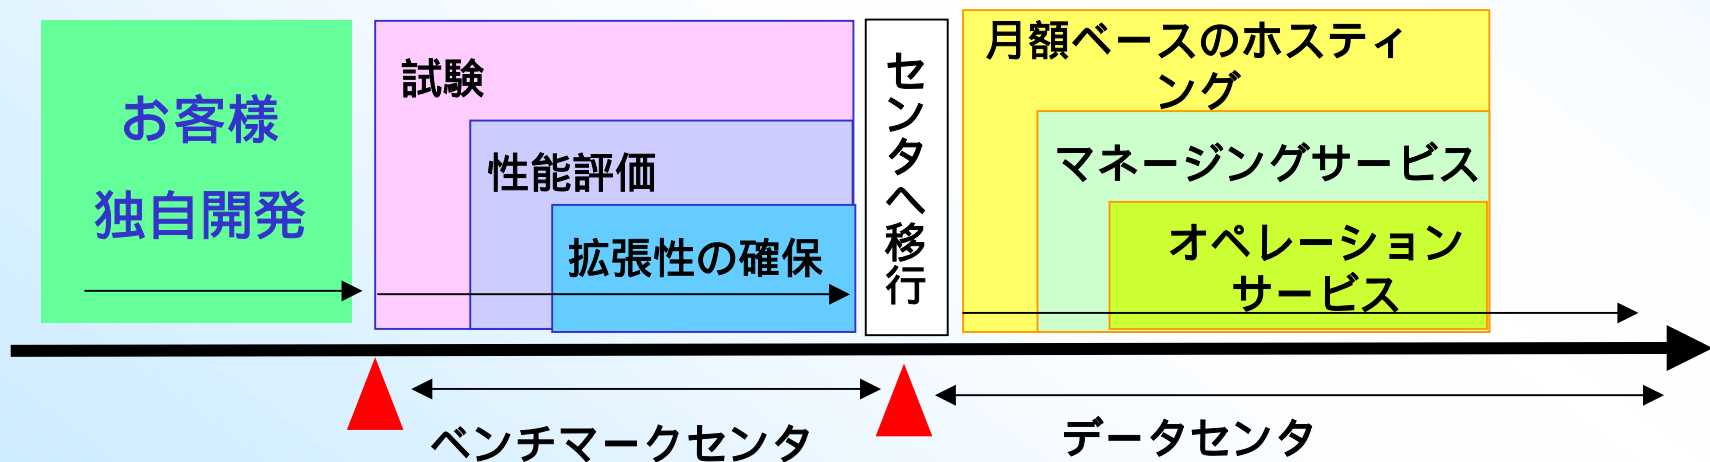 お客様
独自開発
試験
性能評価
拡張性の確保
センタへ移行
月額ベースのホスティ
ング
マネージングサービス
オペレーション
サービス
ベンチマークセンタ
データセンタ